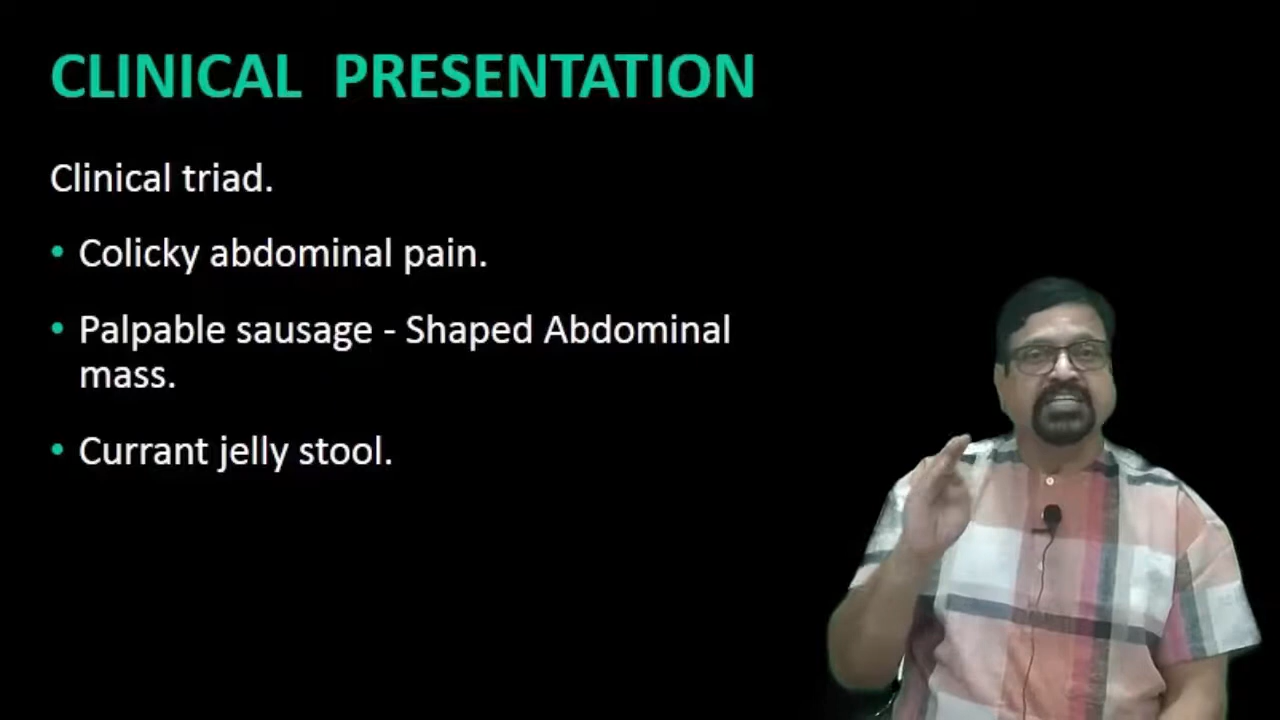 CLINICAL PRESENTATION
Clinical triad.
• Colicky abdominal pain.
• Palpable sausage - Shaped Abdominal
mass.
• Currant jelly stool.